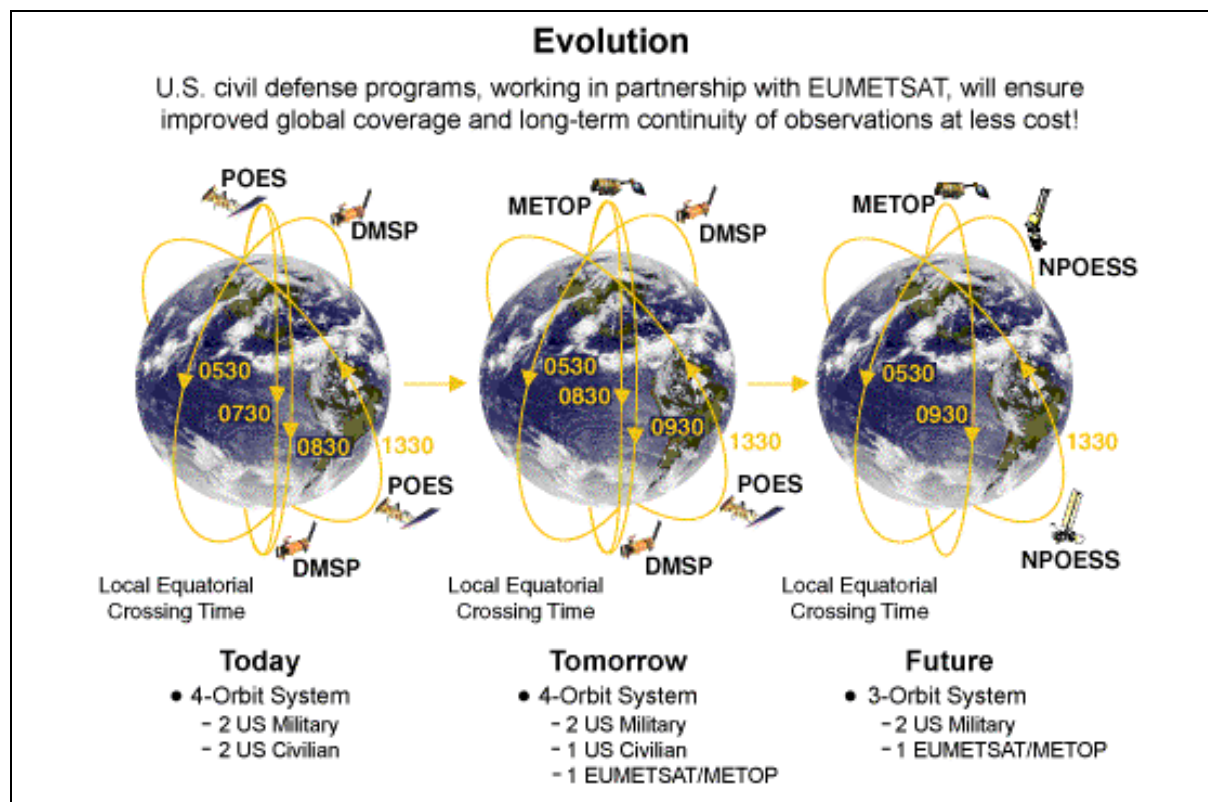 Evolution
U.S. civil defense programs, working in partnership with EUMETSAT, will ensure
improved global coverage and long-term continuity of observations at less cost!
POES
DMSP
0530
0730
0830
1330
POES
DMSP
Local Equatorial
Crossing Time
Today
• 4-Orbit System
- 2 US Military
- 2 US Civilian
METOP
DMSP
0530
0830
0930
1330
POES
DMSP
Local Equatorial
Crossing Time
Tomorrow
• 4-Orbit System
- 2 US Military
- 1 US Civilian
- 1 EUMETSAT/METOP
METOP
NPOESS
0530
0930
1330
NPOESS
Local Equatorial
Crossing Time
Future
• 3-Orbit System
- 2 US Military
- 1 EUMETSAT/METOP